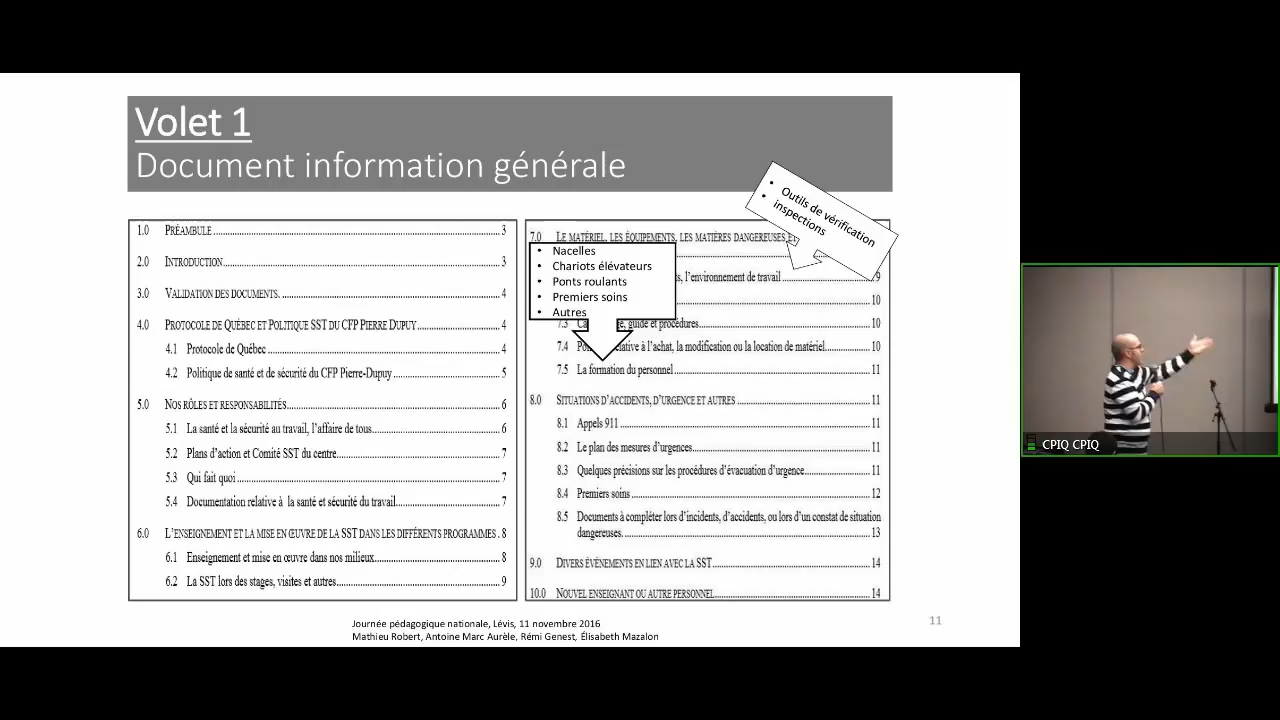 Volet 1
Document information générale
1.0 PRÉAMBULE 3
2.0 INTRODUCTION 3
3.0 VALIDATION DES DOCUMENTS. 4
4.0 PROTOCOLE DE QUÉBEC ET POLITIQUE SST DU CFP PIERRE DUPUY 4
4.1 Protocole de Québec 4
4.2 Politique de santé et de sécurité du CFP Pierre-Dupuy 5
5.0 NOS RÔLES ET RESPONSABILITÉS 6
5.1 La santé et la sécurité au travail, l'affaire de tous 6
5.2 Plans d'action et Comité SST du centre 7
5.3 Qui fait quoi 7
5.4 Documentation relative à la santé et sécurité du travail 7
6.0 L'ENSEIGNEMENT ET LA MISE EN ŒUVRE DE LA SST DANS LES DIFFÉRENTS PROGRAMMES . 8
6.1 Enseignement et mise en œuvre dans nos milieux 8
6.2 La SST lors des stages, visites et autres 9
• Outils de vérification
• inspections
7.0 LE MATÉRIEL, LES ÉQUIPEMENTS, LES MATIÈRES DANGEREUSES ET
• Nacelles
• Chariots élévateurs
• Ponts roulants
• Premiers soins
• Autres
l'environnement de travail 9
10
7.3 guide et procédures 10
7.4 relative à l'achat, la modification ou la location de matériel 10
7.5 La formation du personnel 11
8.0 SITUATIONS D'ACCIDENTS, D'URGENCE ET AUTRES 11
8.1 Appels 911 11
8.2 Le plan des mesures d'urgences 11
8.3 Quelques précisions sur les procédures d'évacuation d'urgence 11
8.4 Premiers soins 12
8.5 Documents à compléter lors d'incidents, d'accidents, ou lors d'un constat de situation
dangereuses. 13
9.0 DIVERS ÉVÈNEMENTS EN LIEN AVEC LA SST 14
10.0 NOUVEL ENSEIGNANT OU AUTRE PERSONNEL 14
Journée pédagogique nationale, Lévis, 11 novembre 2016
Mathieu Robert, Antoine Marc Aurèle, Rémi Genest, Élisabeth Mazalon
11
CPIQ CPIQ